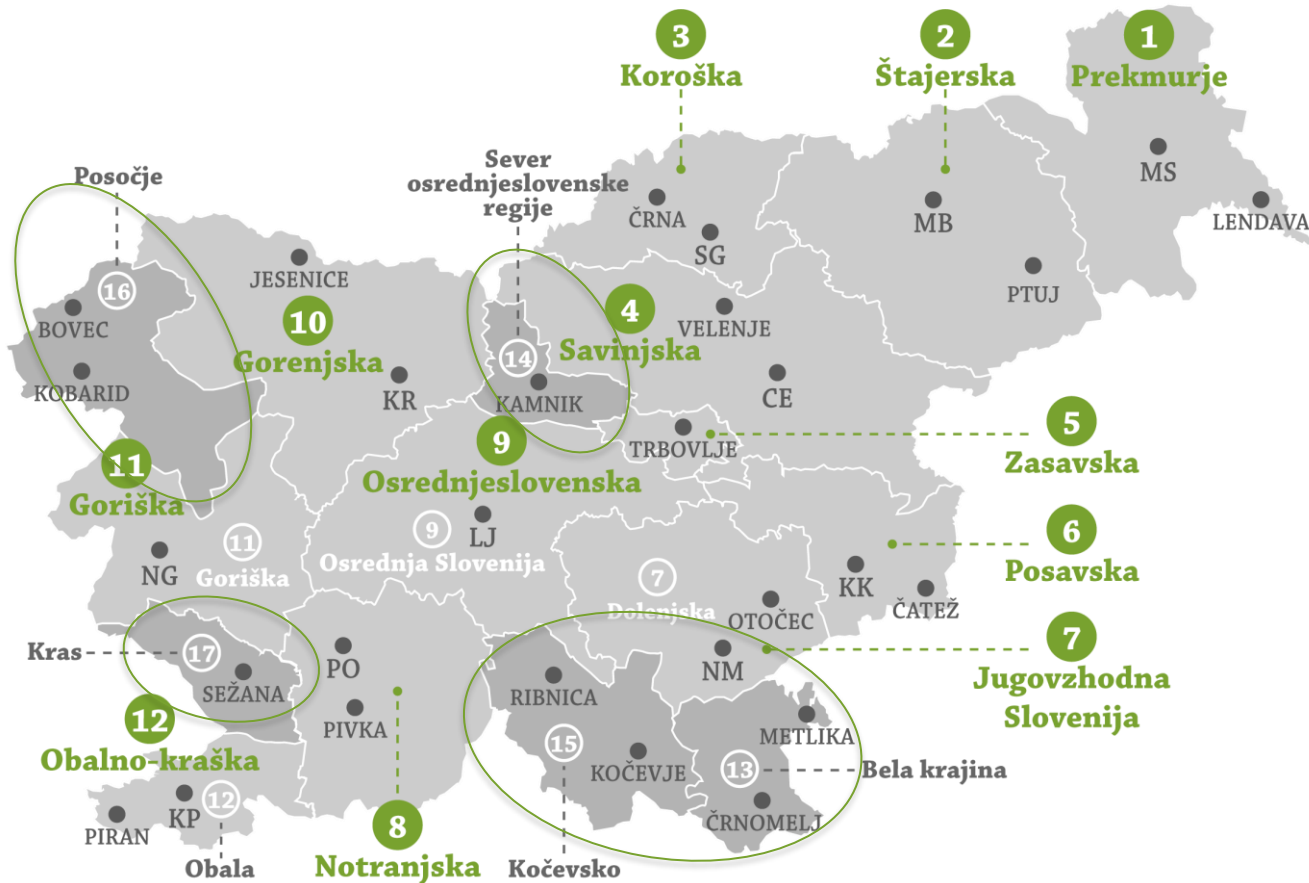 3
Koroška
2
Štajerska
1
Prekmurje
Posočje
Sever
osrednjeslovenske
regije
ČRNA
SG
MB
MS
LENDAVA
PTUJ
JESENICE
16
BOVEC
KOBARID
10
Gorenjska
KR
4
Savinjska
VELENJE
14
KAMNIK
CE
TRBOVLJE
5
Zasavska
9
Osrednjeslovenska
11
Goriška
LJ
9
Osrednja Slovenija
NG
11
Goriška
7
Dolenjska
OTOČEC
KK
ČATEŽ
6
Posavska
Kras
17
SEŽANA
PO
PIVKA
NM
7
Jugovzhodna
Slovenija
RIBNICA
15
KOČEVJE
METLIKA
13
ČRNOMELJ
Bela krajina
12
Obalno-kraška
KP
12
PIRAN
Obala
8
Notranjska
Kočevsko